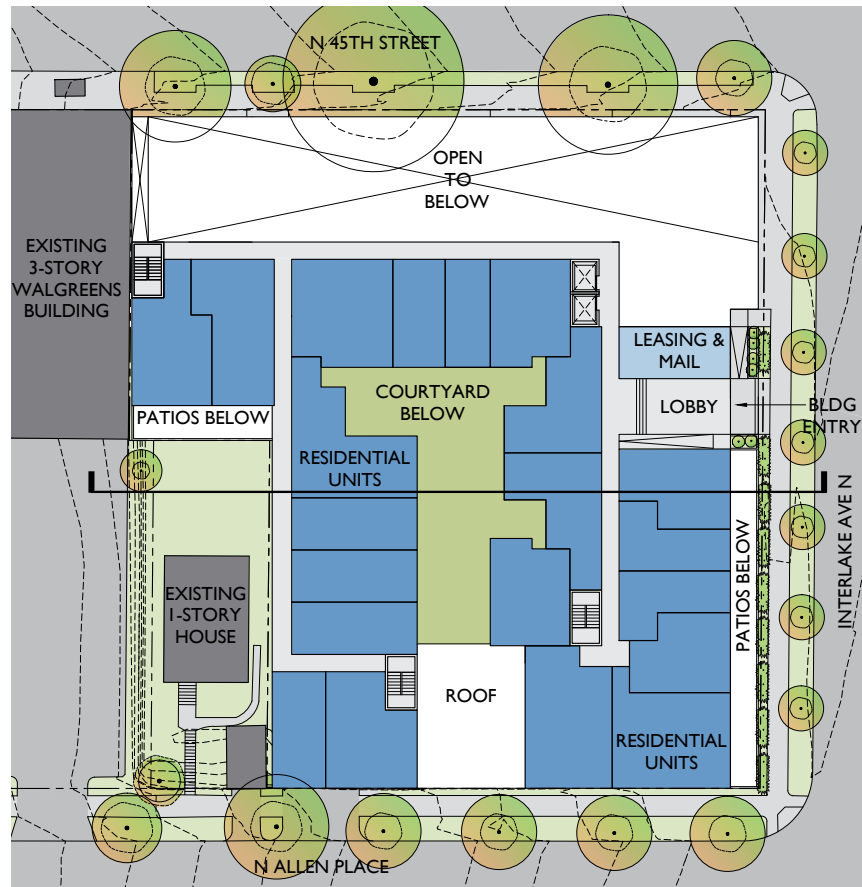 N 45TH STREET
OPEN
TO
BELOW
EXISTING
3-STORY
WALGREENS
BUILDING
LEASING &
MAIL
COURTYARD
BELOW
LOBBY
BLDG
ENTRY
PATIOS BELOW
RESIDENTIAL
UNITS
INTERLAKE AVE N
PATIOS BELOW
EXISTING
1-STORY
HOUSE
ROOF
RESIDENTIAL
UNITS
N ALLEN PLACE